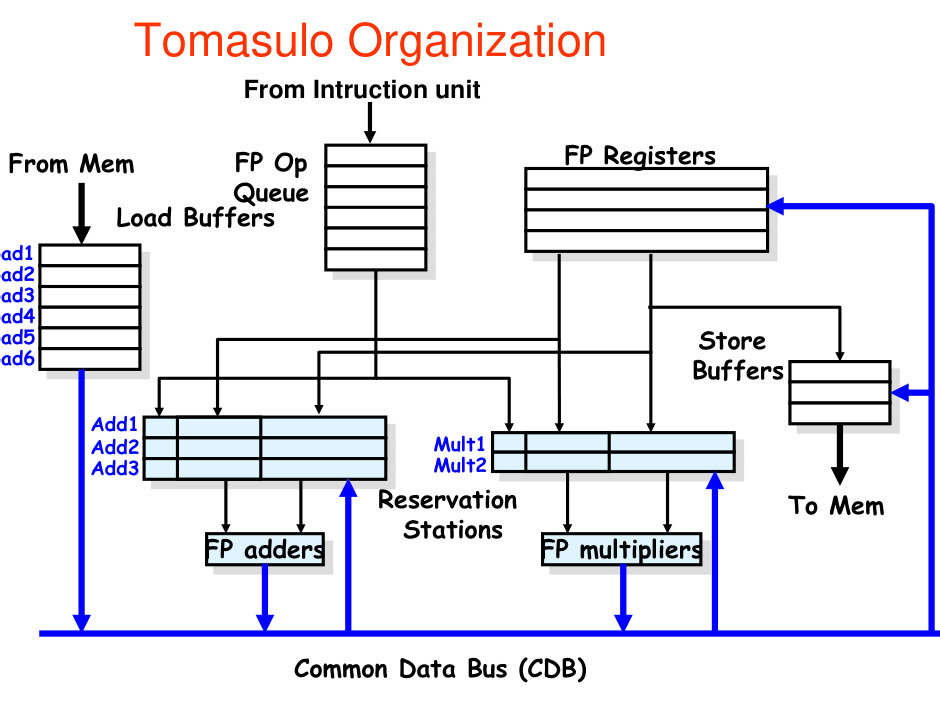 Tomasulo Organization
From Intruction unit
From Mem
FP Op
Queue
FP Registers
Load Buffers
ad1
ad2
ad3
ad4
ad5
ad6
Store
Buffers
Add1
Add2
Add3
Mult1
Mult2
Reservation
Stations
To Mem
FP adders
FP multipliers
Common Data Bus (CDB)